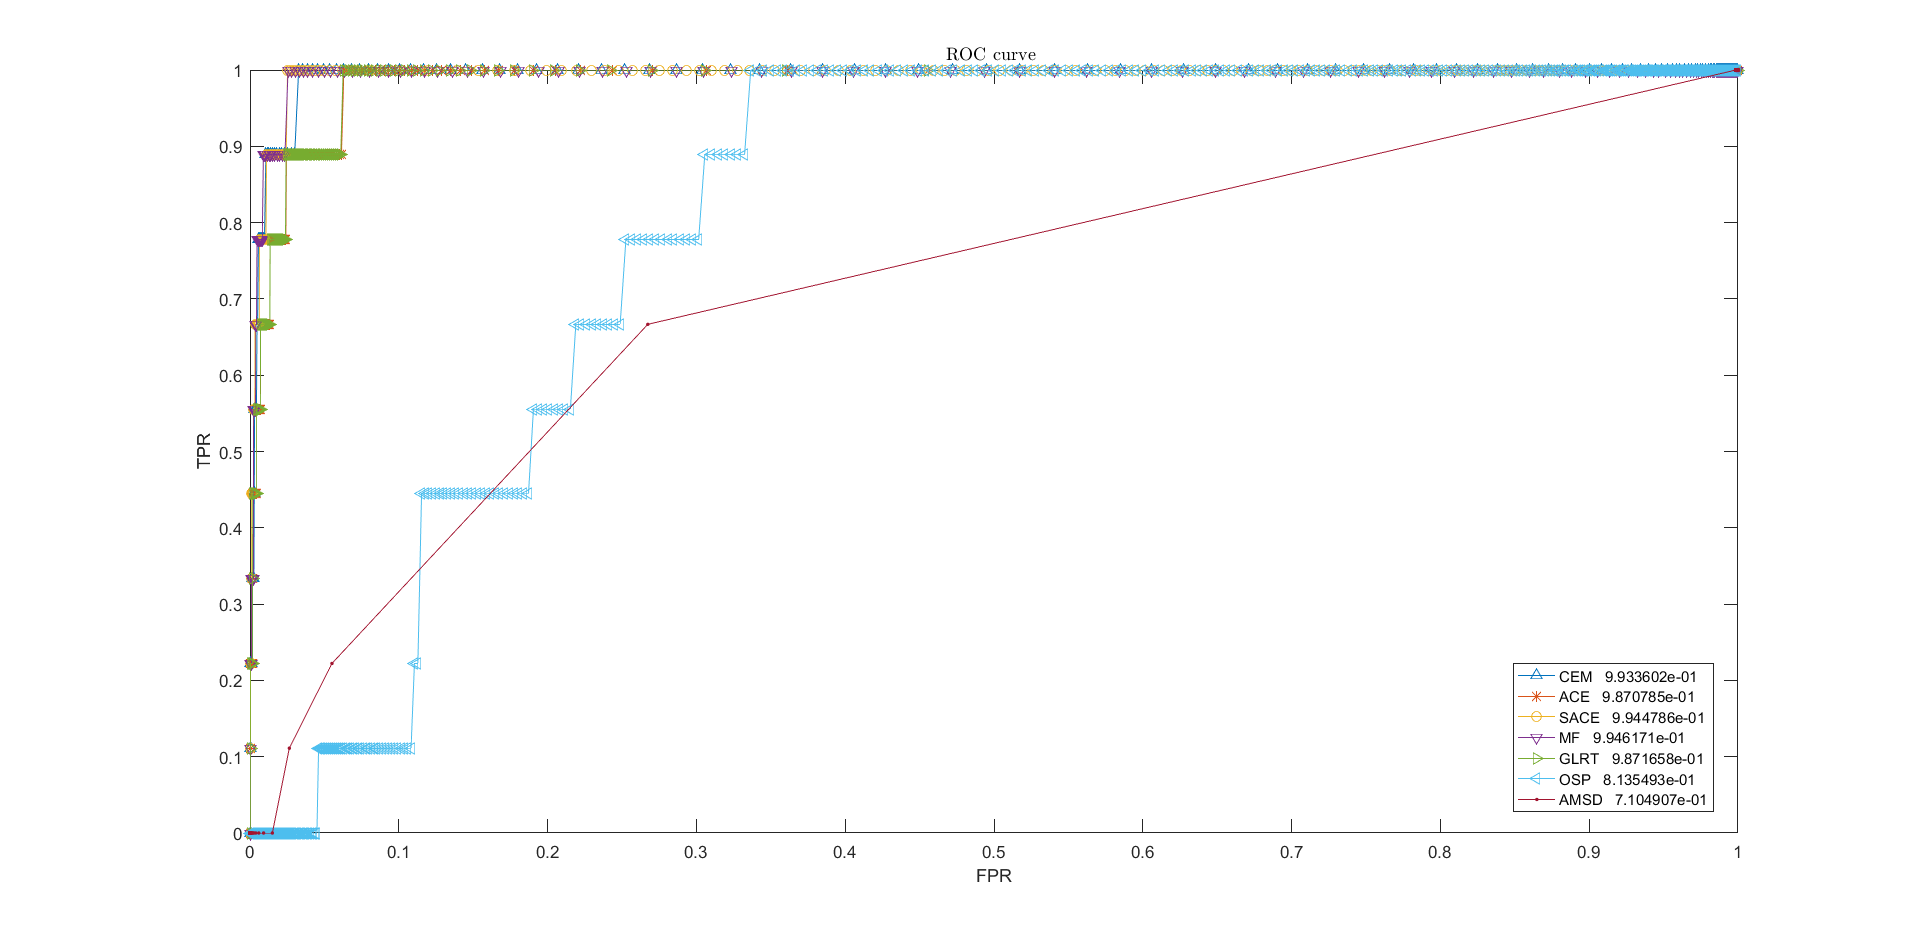 ROC curve
1
0.9
0.8
0.7
0.6
0.5
0.4
0.3
0.2
0.1
0
TPR
0 0.1 0.2 0.3 0.4 0.5 0.6 0.7 0.8 0.9 1
FPR
CEM 9.933602e-01
ACE 9.870785e-01
SACE 9.944786e-01
MF 9.946171e-01
GLRT 9.871658e-01
OSP 8.135493e-01
AMSD 7.104907e-01